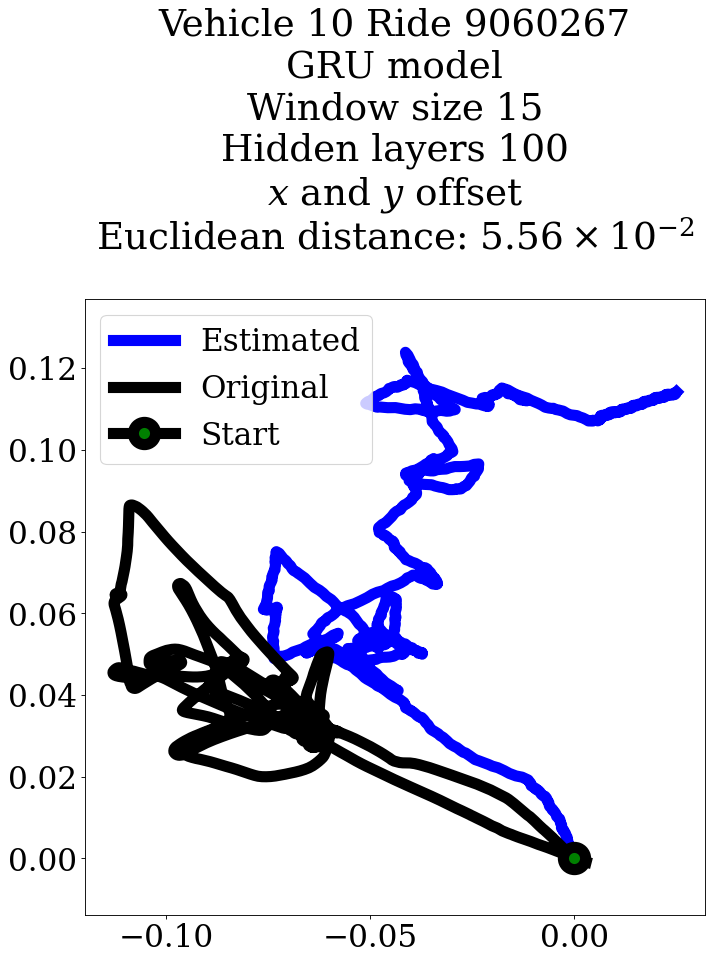 Vehicle 10 Ride 9060267
GRU model
Window size 15
Hidden layers 100
x and y offset
Euclidean distance: 5.56 × 10⁻²
Estimated
Original
Start
0.12
0.10
0.08
0.06
0.04
0.02
0.00
−0.10 −0.05 0.00